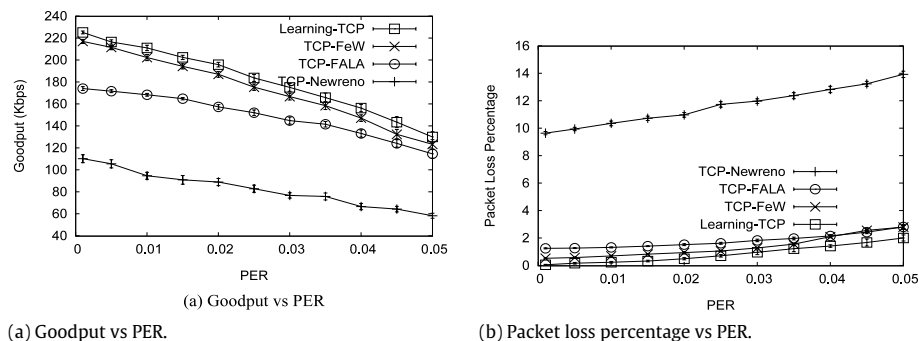 240
220
200
180
160
140
120
100
80
60
40
Goodput (Kbps)
Learning-TCP
TCP-FeW
TCP-FALA
TCP-Newreno
0 0.01 0.02 0.03 0.04 0.05
PER
(a) Goodput vs PER
(a) Goodput vs PER.
16
14
12
10
8
6
4
2
0
Packet Loss Percentage
TCP-Newreno
TCP-FALA
TCP-FeW
Learning-TCP
0 0.01 0.02 0.03 0.04 0.05
PER
(b) Packet loss percentage vs PER.